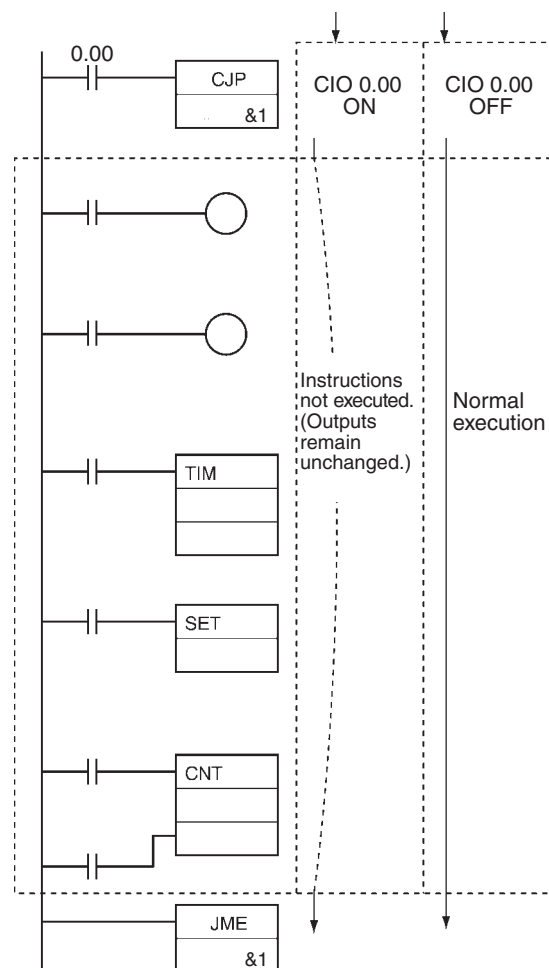 0.00
CJP
&1
CIO 0.00
ON
CIO 0.00
OFF
Instructions
not executed.
(Outputs
remain
unchanged.)
Normal
execution
TIM
SET
CNT
JME
&1